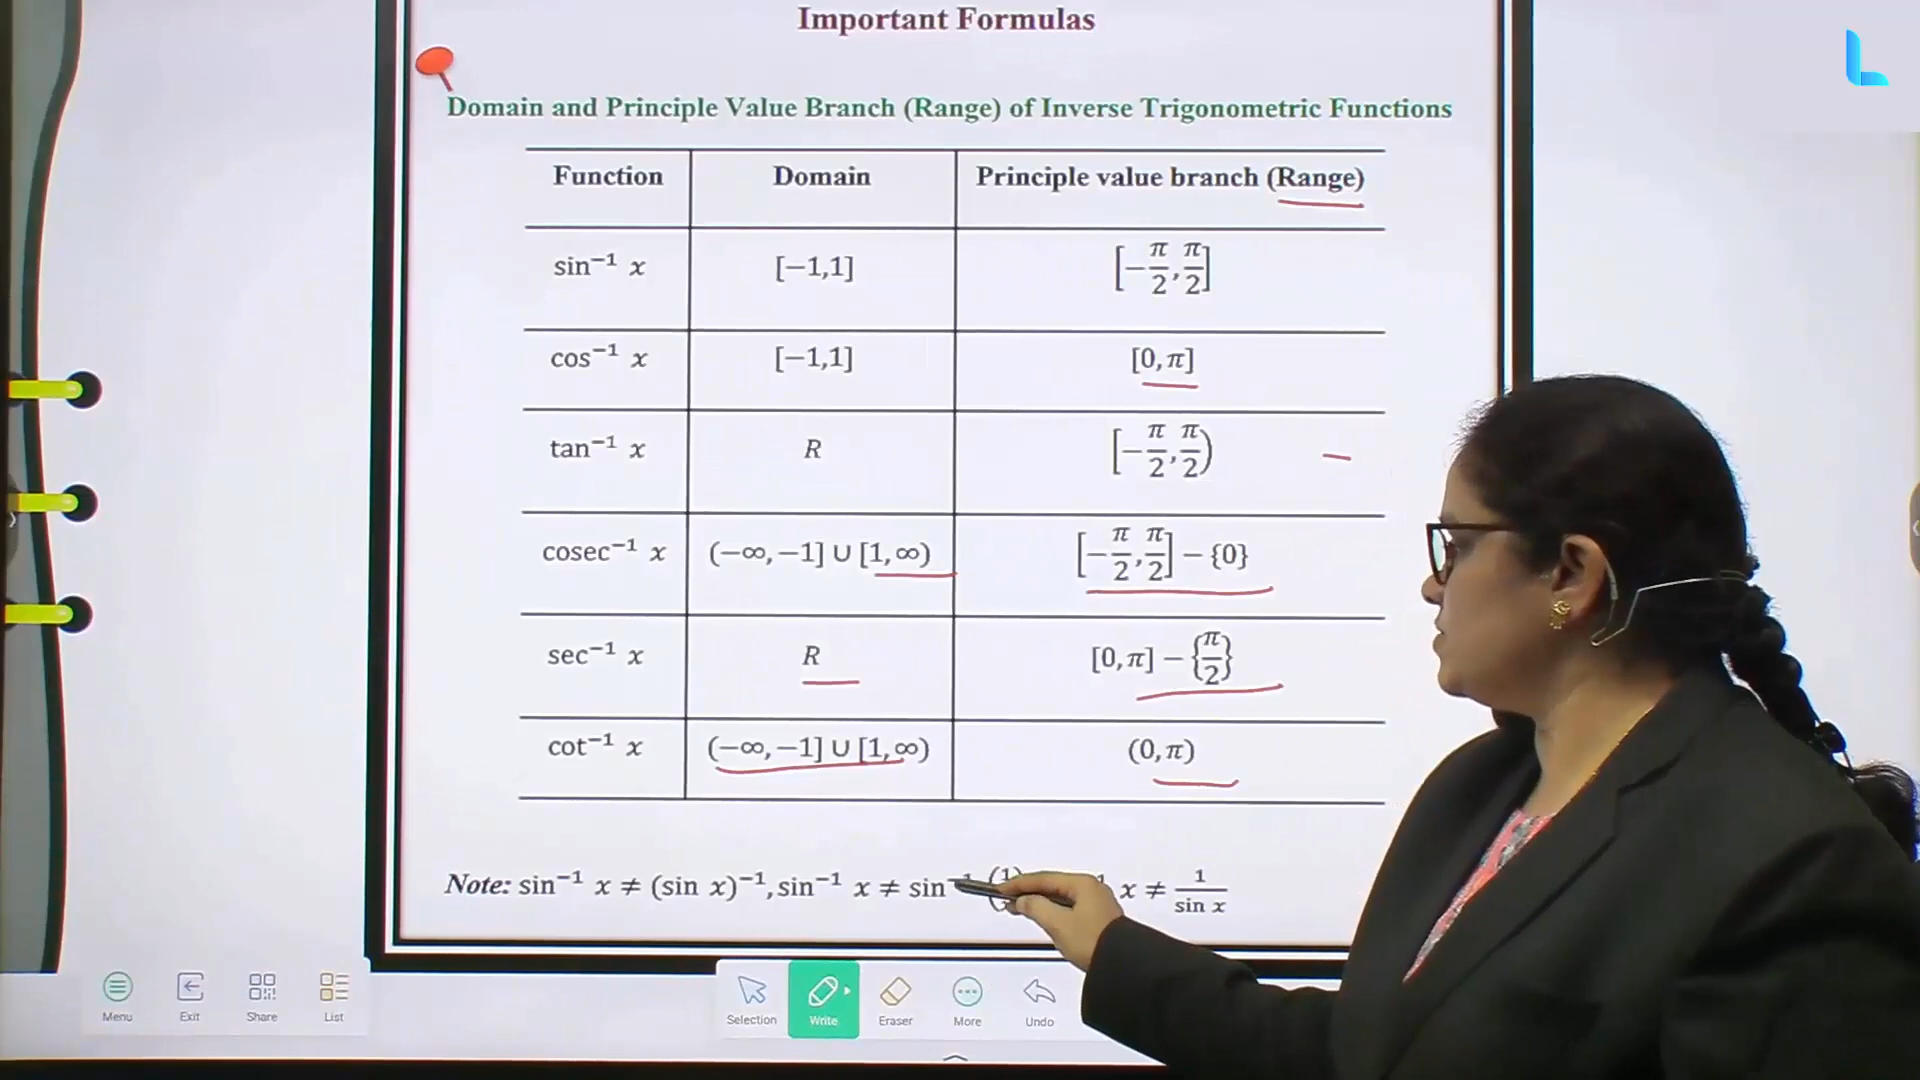 Important Formulas
Domain and Principle Value Branch (Range) of Inverse Trigonometric Functions
Function Domain Principle value branch (Range)
sin⁻¹ x [−1,1] [−π/2, π/2]
cos⁻¹ x [−1,1] [0, π]
tan⁻¹ x R [−π/2, π/2)
cosec⁻¹ x (−∞, −1] ∪ [1, ∞) [−π/2, π/2] − {0}
sec⁻¹ x R [0, π] − {π/2}
cot⁻¹ x (−∞, −1] ∪ [1, ∞) (0, π)
Note: sin⁻¹ x ≠ (sin x)⁻¹, sin⁻¹ x ≠ sin⁻¹ x ≠ 1/sin x
Menu Exit Share List Selection Write Eraser More Undo